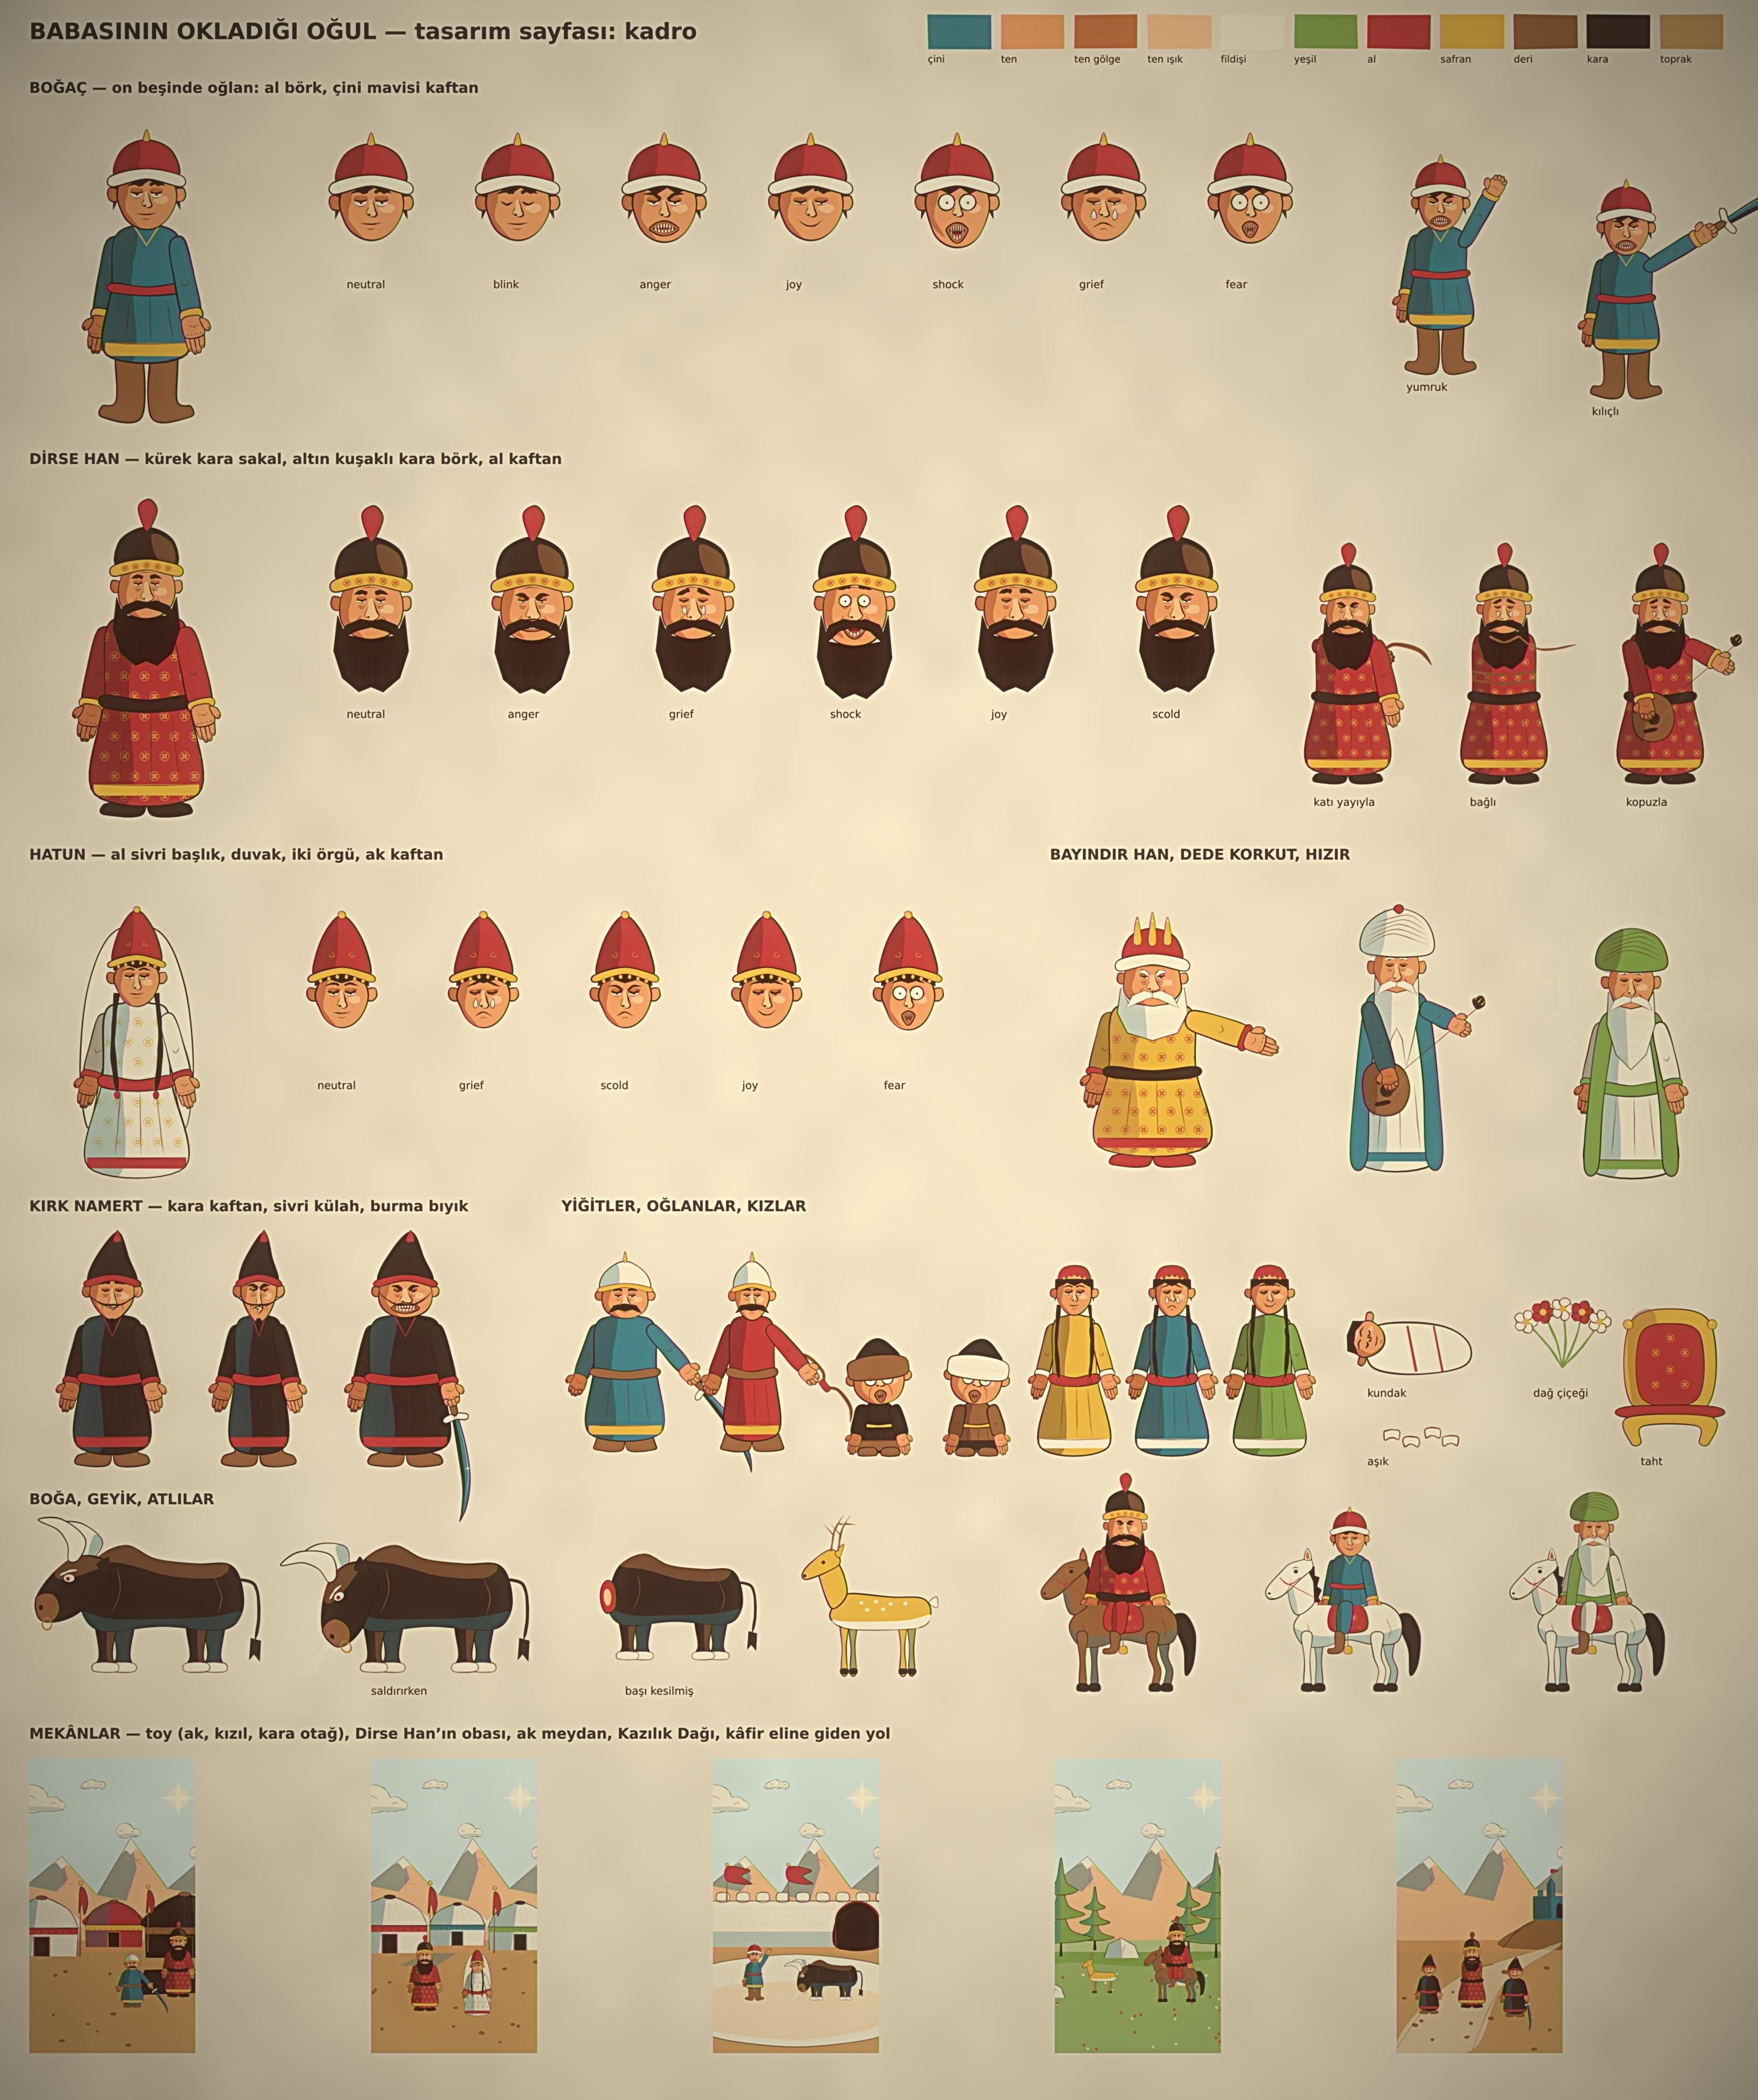 BABASININ OKLADIĞI OĞUL — tasarım sayfası: kadro
çini ten ten gölge ten ışık fildişi yeşil al safran deri kara toprak
BOĞAÇ — on beşinde oğlan: al börk, çini mavisi kaftan
neutral blink anger joy shock grief fear
yumruk
kılıçlı
DİRSE HAN — kürek kara sakal, altın kuşaklı kara börk, al kaftan
neutral anger grief shock joy scold
katı yayıyla bağlı kopuzla
HATUN — al sivri başlık, duvak, iki örgü, ak kaftan
BAYINDIR HAN, DEDE KORKUT, HIZIR
neutral grief scold joy fear
KIRK NAMERT — kara kaftan, sivri külah, burma bıyık
YİĞİTLER, OĞLANLAR, KIZLAR
kundak dağ çiçeği
aşık taht
BOĞA, GEYİK, ATLILAR
saldırırken başı kesilmiş
MEKÂNLAR — toy (ak, kızıl, kara otağ), Dirse Han’ın obası, ak meydan, Kazılık Dağı, kâfir eline giden yol